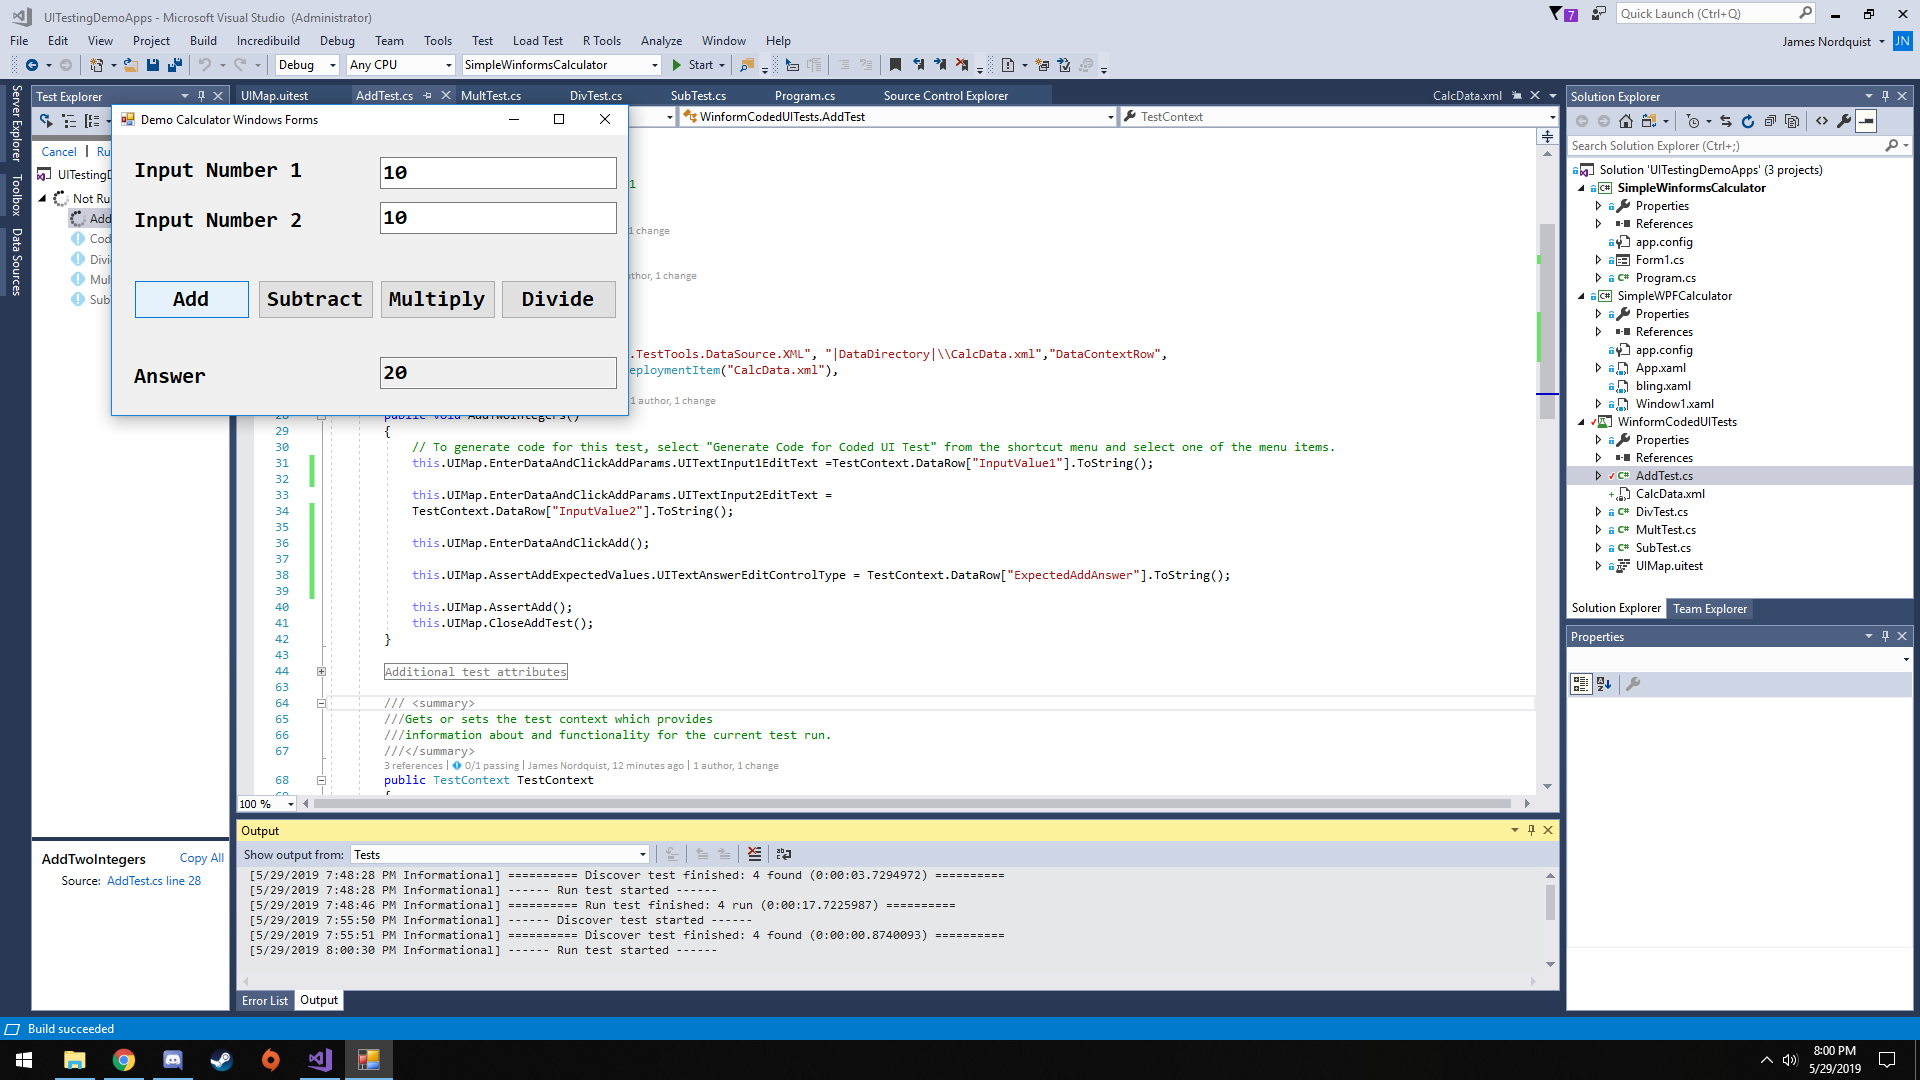 UITestingDemoApps - Microsoft Visual Studio (Administrator)
7
Quick Launch (Ctrl+Q)
File Edit View Project Build Incredibuild Debug Team Tools Test Load Test R Tools Analyze Window Help
James Nordquist JN
Debug Any CPU SimpleWinformsCalculator Start
Server Explorer
Toolbox
Data Sources
Test Explorer
Cancel Ru
UITestingD
Not Ru
Add
Cod
Divi
Mul
Sub
AddTwoIntegers Copy All
Source: AddTest.cs line 28
UIMap.uitest AddTest.cs MultTest.cs DivTest.cs SubTest.cs Program.cs Source Control Explorer CalcData.xml
WinformCodedUITests.AddTest TestContext
Demo Calculator Windows Forms
Input Number 1 10
Input Number 2 10
Add Subtract Multiply Divide
Answer 20
1
1 change
thor, 1 change
.TestTools.DataSource.XML", "|DataDirectory|\\CalcData.xml","DataContextRow",
eploymentItem("CalcData.xml"),
1 author, 1 change
28 public void AddTwoIntegers()
29 {
30 // To generate code for this test, select "Generate Code for Coded UI Test" from the shortcut menu and select one of the menu items.
31 this.UIMap.EnterDataAndClickAddParams.UITextInput1EditText =TestContext.DataRow["InputValue1"].ToString();
32
33 this.UIMap.EnterDataAndClickAddParams.UITextInput2EditText =
34 TestContext.DataRow["InputValue2"].ToString();
35
36 this.UIMap.EnterDataAndClickAdd();
37
38 this.UIMap.AssertAddExpectedValues.UITextAnswerEditControlType = TestContext.DataRow["ExpectedAddAnswer"].ToString();
39
40 this.UIMap.AssertAdd();
41 this.UIMap.CloseAddTest();
42 }
43
44 Additional test attributes
63
64 /// <summary>
65 ///Gets or sets the test context which provides
66 ///information about and functionality for the current test run.
67 ///</summary>
3 references | 0/1 passing | James Nordquist, 12 minutes ago | 1 author, 1 change
68 public TestContext TestContext
69 {
100 %
Output
Show output from: Tests
[5/29/2019 7:48:28 PM Informational] ========== Discover test finished: 4 found (0:00:03.7294972) ==========
[5/29/2019 7:48:28 PM Informational] ------ Run test started ------
[5/29/2019 7:48:46 PM Informational] ========== Run test finished: 4 run (0:00:17.7225987) ==========
[5/29/2019 7:55:50 PM Informational] ------ Discover test started ------
[5/29/2019 7:55:51 PM Informational] ========== Discover test finished: 4 found (0:00:00.8740093) ==========
[5/29/2019 8:00:30 PM Informational] ------ Run test started ------
Error List Output
Solution Explorer
Search Solution Explorer (Ctrl+;)
Solution 'UITestingDemoApps' (3 projects)
SimpleWinformsCalculator
Properties
References
app.config
Form1.cs
Program.cs
SimpleWPFCalculator
Properties
References
app.config
App.xaml
bling.xaml
Window1.xaml
WinformCodedUITests
Properties
References
AddTest.cs
CalcData.xml
DivTest.cs
MultTest.cs
SubTest.cs
UIMap.uitest
Solution Explorer Team Explorer
Properties
Build succeeded
8:00 PM
5/29/2019